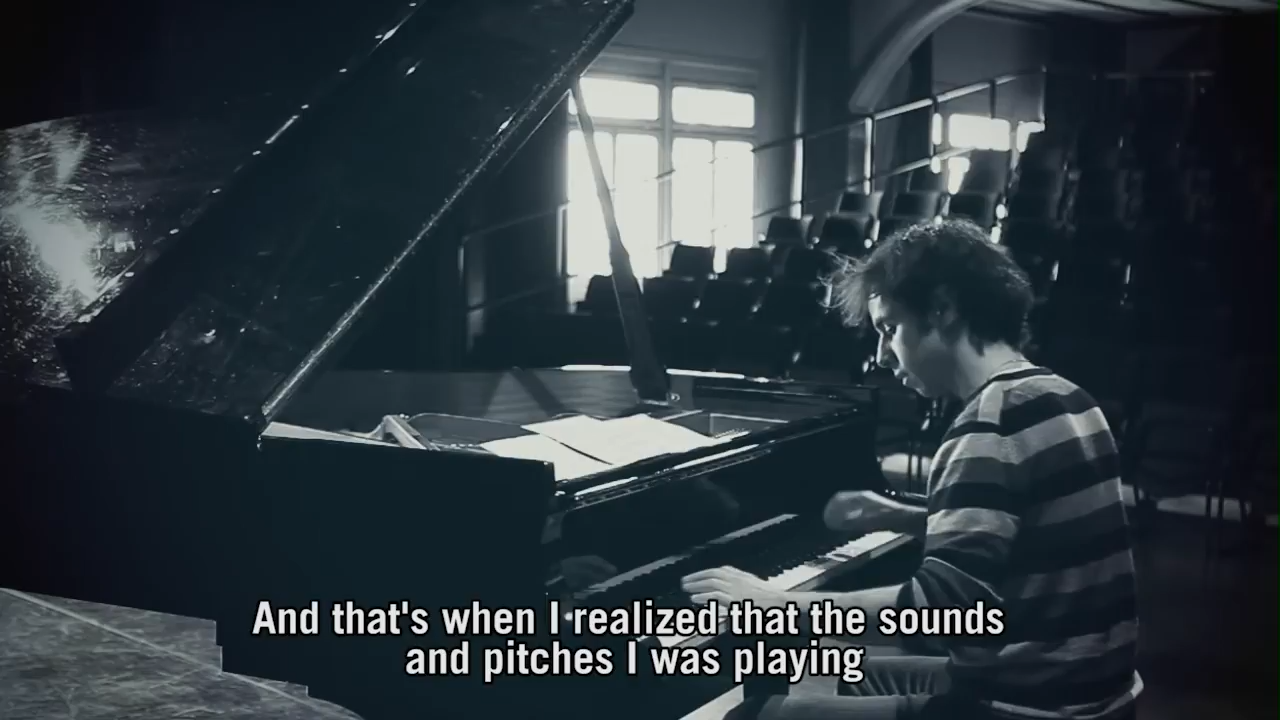 And that's when I realized that the sounds
and pitches I was playing